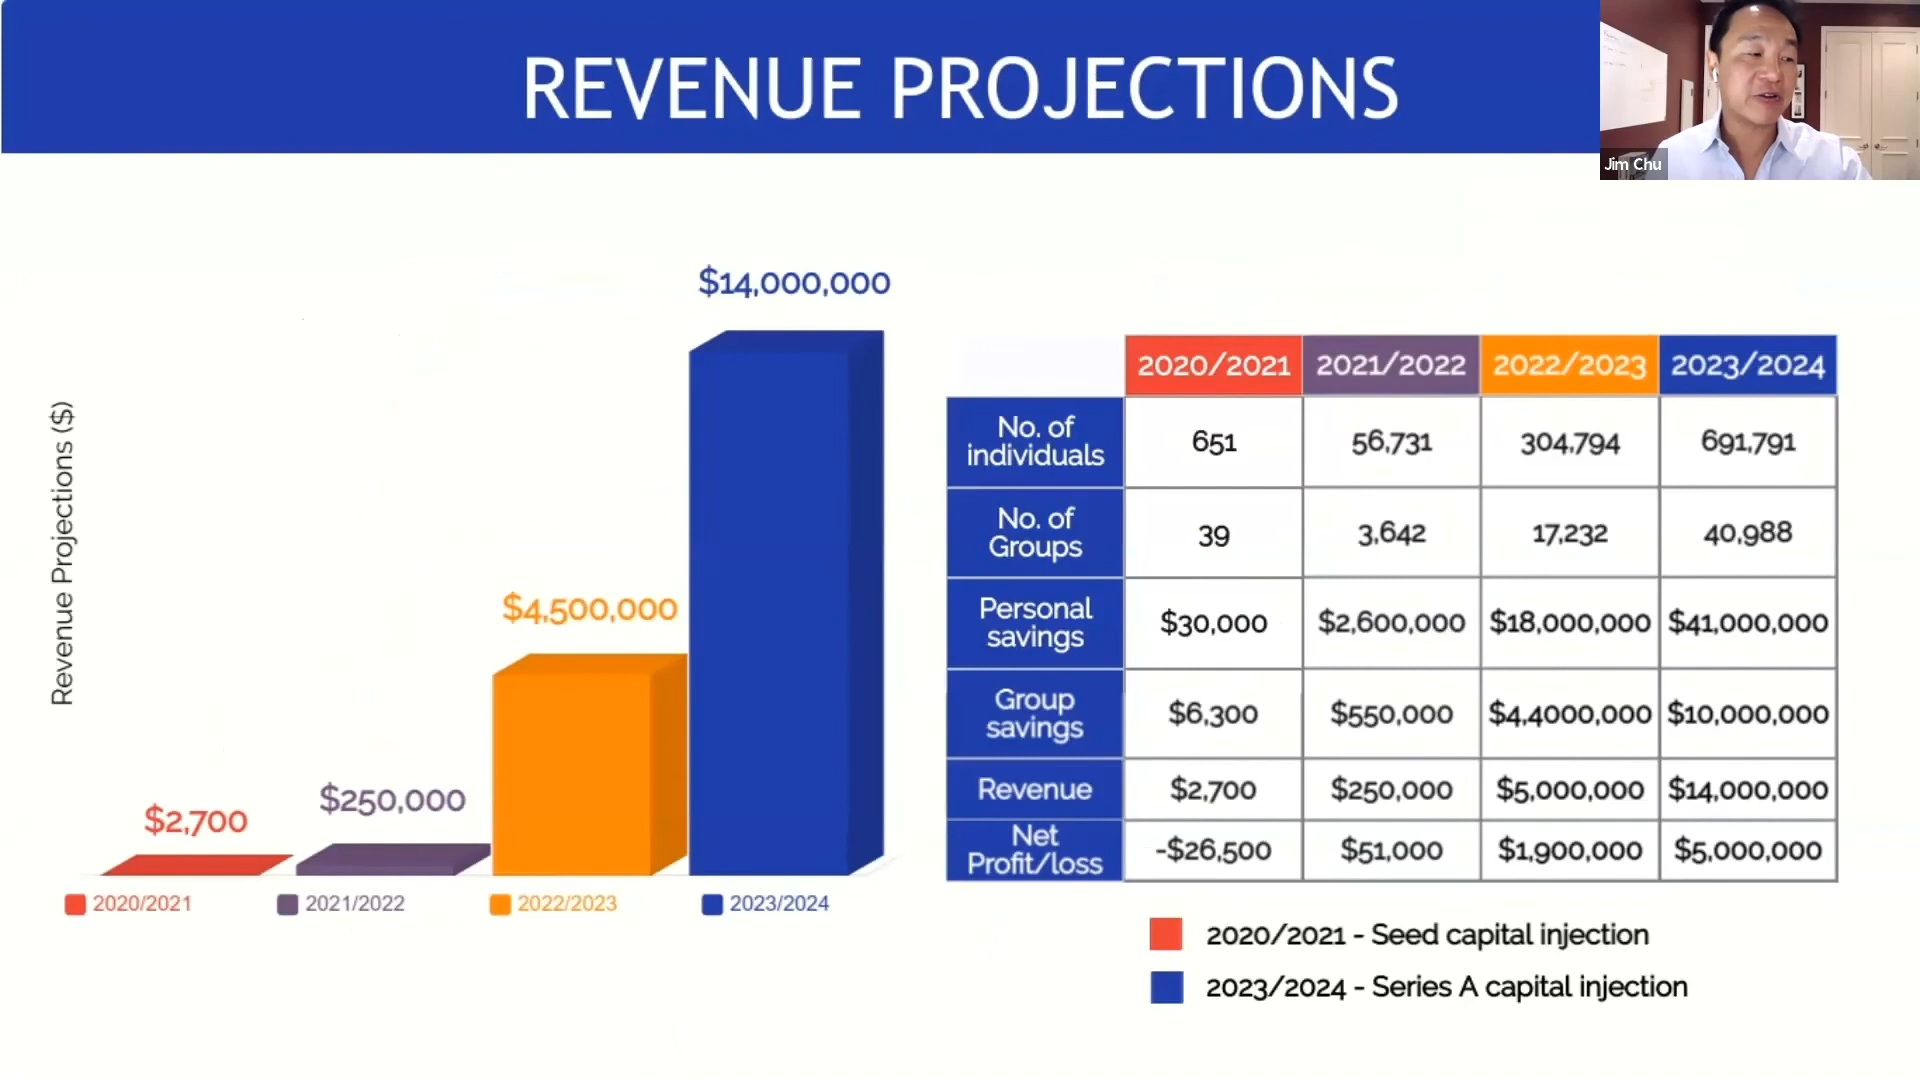 REVENUE PROJECTIONS
Jim Chu
Revenue Projections ($)
$2,700
$250,000
$4,500,000
$14,000,000
2020/2021
2021/2022
2022/2023
2023/2024
2020/2021 2021/2022 2022/2023 2023/2024
No. of
individuals
651 56,731 304,794 691,791
No. of
Groups
39 3,642 17,232 40,988
Personal
savings
$30,000 $2,600,000 $18,000,000 $41,000,000
Group
savings
$6,300 $550,000 $4,4000,000 $10,000,000
Revenue $2,700 $250,000 $5,000,000 $14,000,000
Net
Profit/loss
-$26,500 $51,000 $1,900,000 $5,000,000
2020/2021 - Seed capital injection
2023/2024 - Series A capital injection